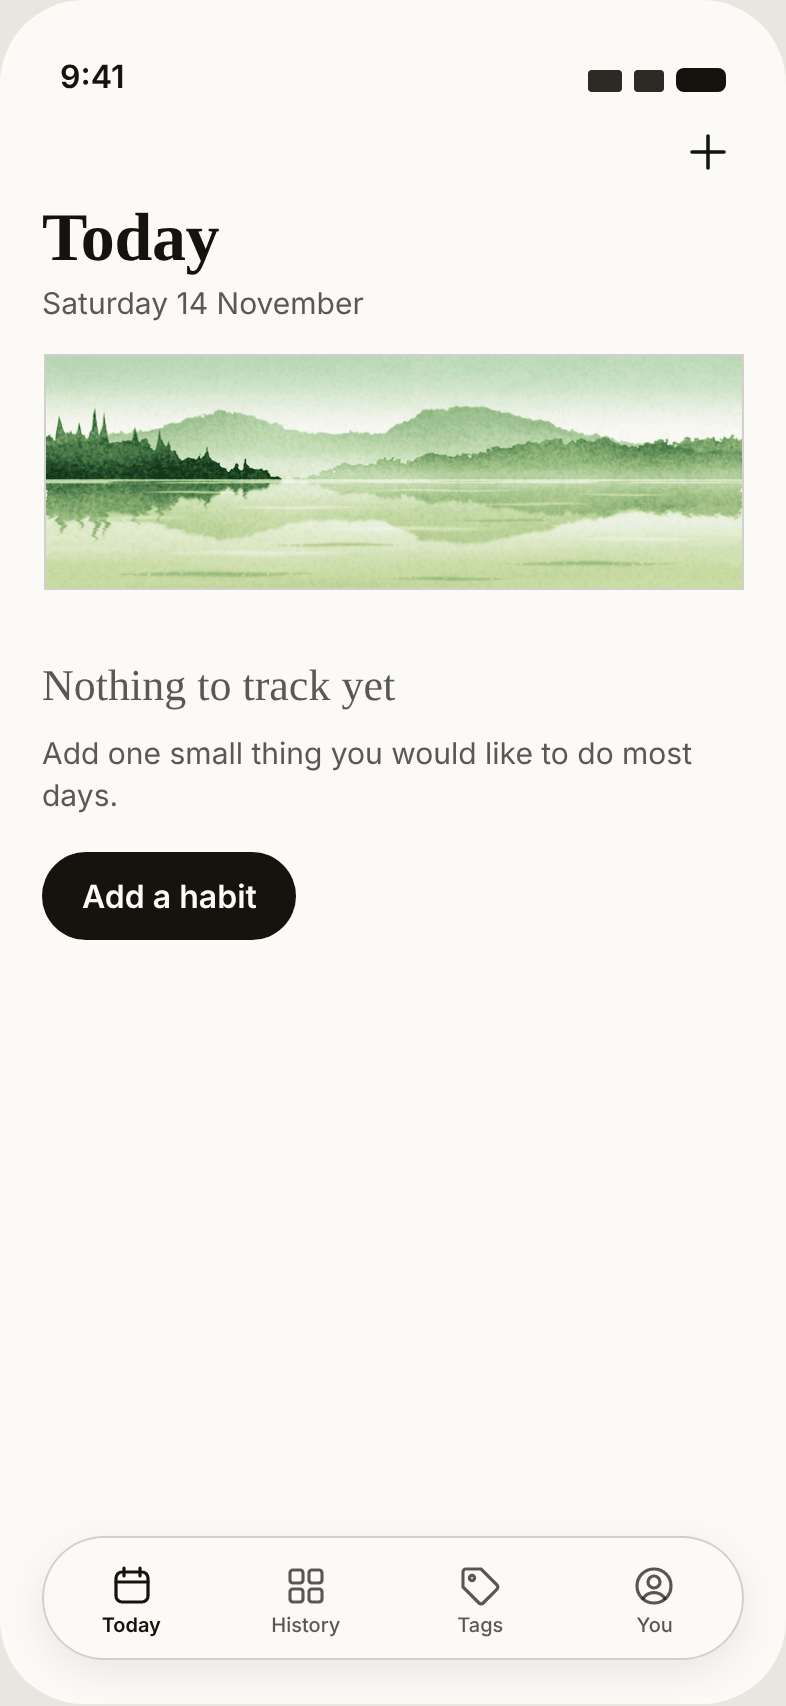 9:41
Today
Saturday 14 November
Nothing to track yet
Add one small thing you would like to do most
days.
Add a habit
Today
History
Tags
You